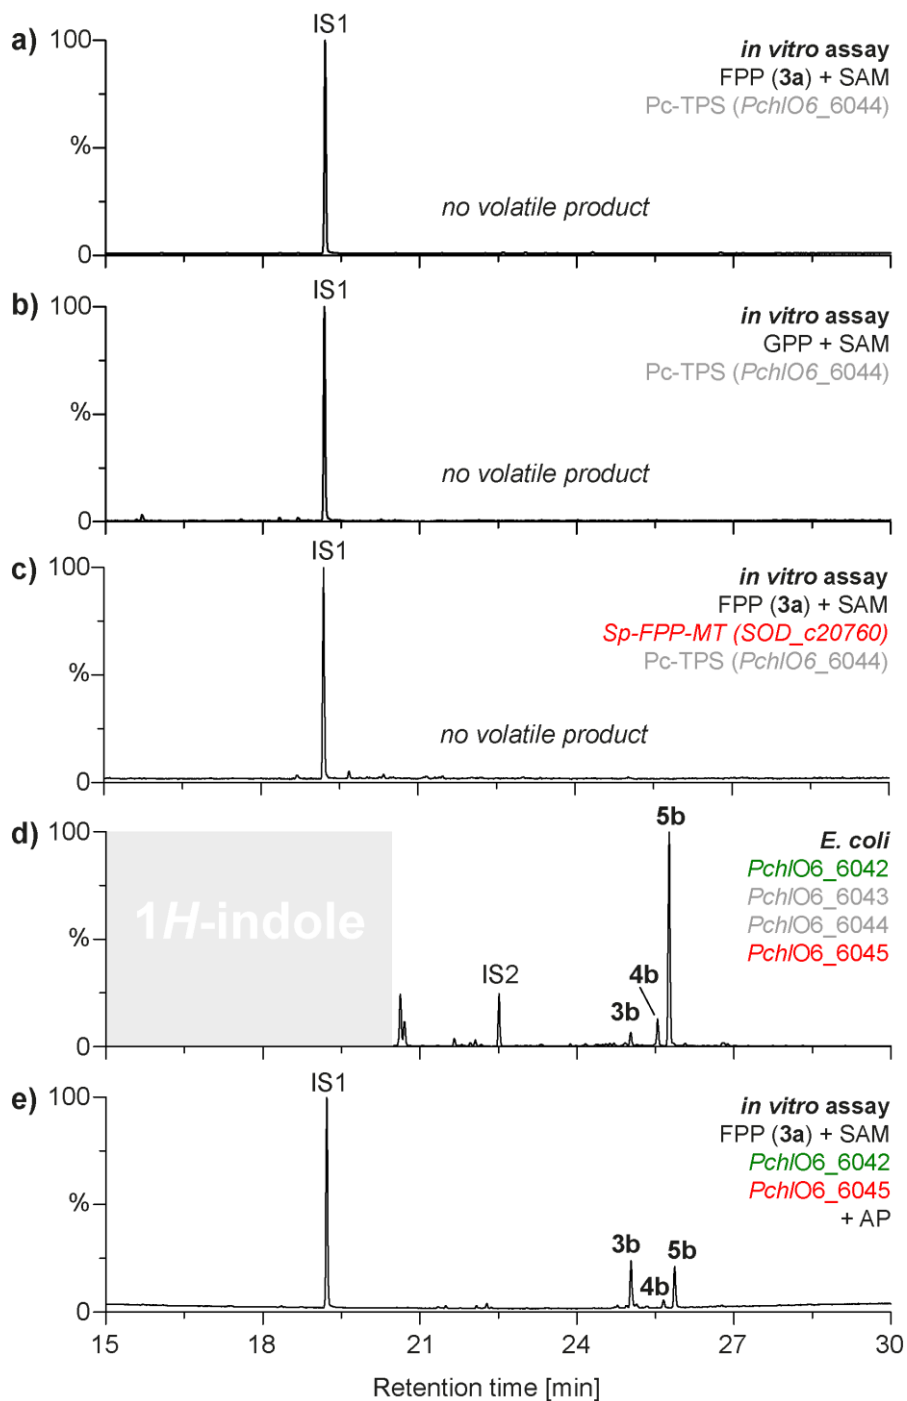 a) 100
%
0
IS1
in vitro assay
FPP (3a) + SAM
Pc-TPS (PchlO6_6044)
no volatile product
b) 100
%
0
IS1
in vitro assay
GPP + SAM
Pc-TPS (PchlO6_6044)
no volatile product
c) 100
%
0
IS1
in vitro assay
FPP (3a) + SAM
Sp-FPP-MT (SOD_c20760)
Pc-TPS (PchlO6_6044)
no volatile product
d) 100
%
0
1H-indole
IS2
3b
4b
5b
E. coli
PchlO6_6042
PchlO6_6043
PchlO6_6044
PchlO6_6045
e) 100
%
0
IS1
3b
4b
5b
in vitro assay
FPP (3a) + SAM
PchlO6_6042
PchlO6_6045
+ AP
15 18 21 24 27 30
Retention time [min]